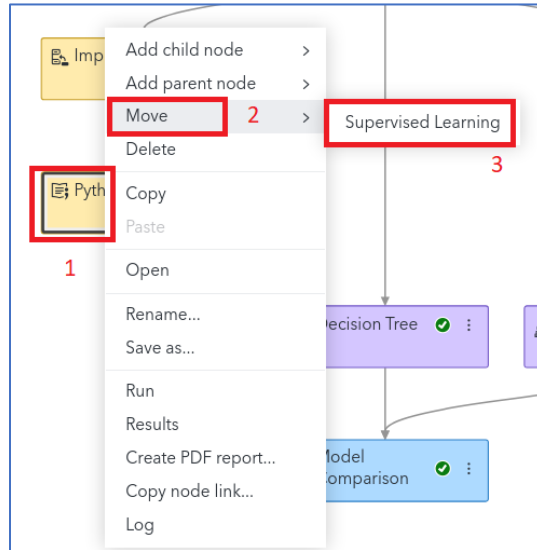 Imp
Add child node
Add parent node
Move
2
Supervised Learning
3
Delete
Pyth
Copy
Paste
1
Open
Rename...
Save as...
ecision Tree
Run
Results
Create PDF report...
Copy node link...
Log
Model
omparison